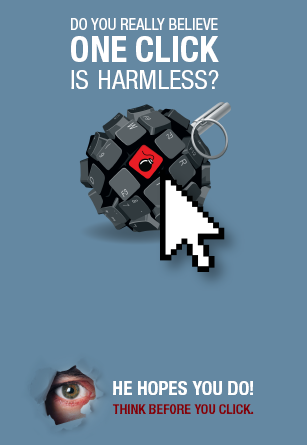 DO YOU REALLY BELIEVE
ONE CLICK
IS HARMLESS?
W
R
HE HOPES YOU DO!
THINK BEFORE YOU CLICK.